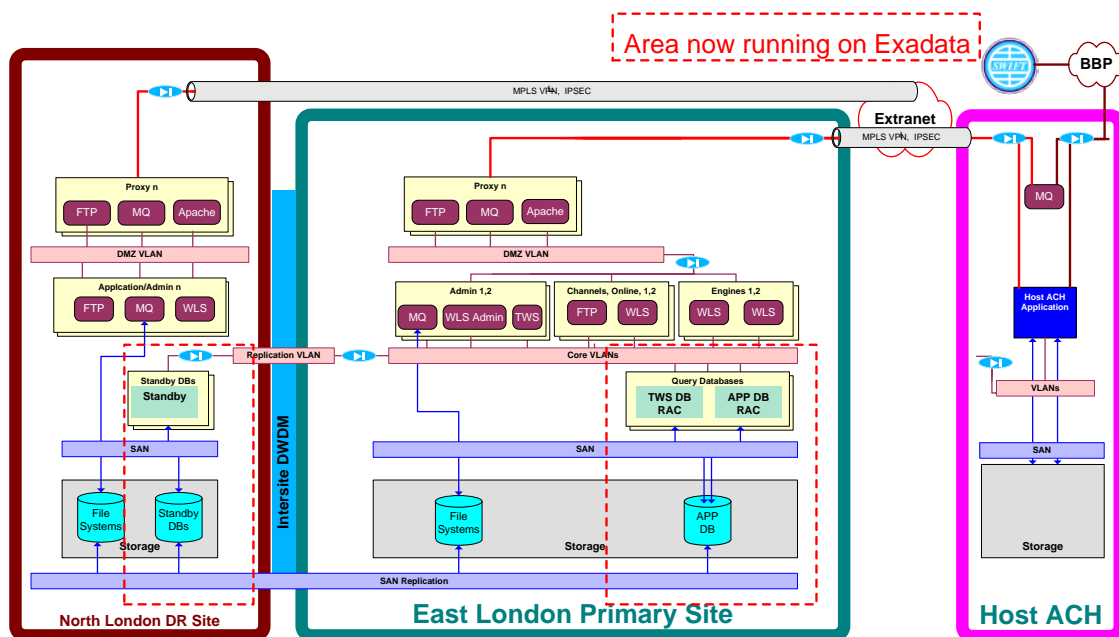 Area now running on Exadata
SWIFT
BBP
MPLS VPN, IPSEC
Extranet
MPLS VPN, IPSEC
Proxy n
FTP
MQ
Apache
DMZ VLAN
Applcation/Admin n
FTP
MQ
WLS
Replication VLAN
Standby DBs
Standby
SAN
File
Systems
Standby
DBs
Storage
North London DR Site
Intersite DWDM
Proxy n
FTP
MQ
Apache
DMZ VLAN
Admin 1,2
MQ
WLS Admin
TWS
Channels, Online, 1,2
FTP
WLS
Engines 1,2
WLS
WLS
Core VLANs
Query Databases
TWS DB
RAC
APP DB
RAC
SAN
File
Systems
APP
DB
Storage
SAN Replication
East London Primary Site
MQ
Host ACH
Application
VLANs
SAN
Storage
Host ACH